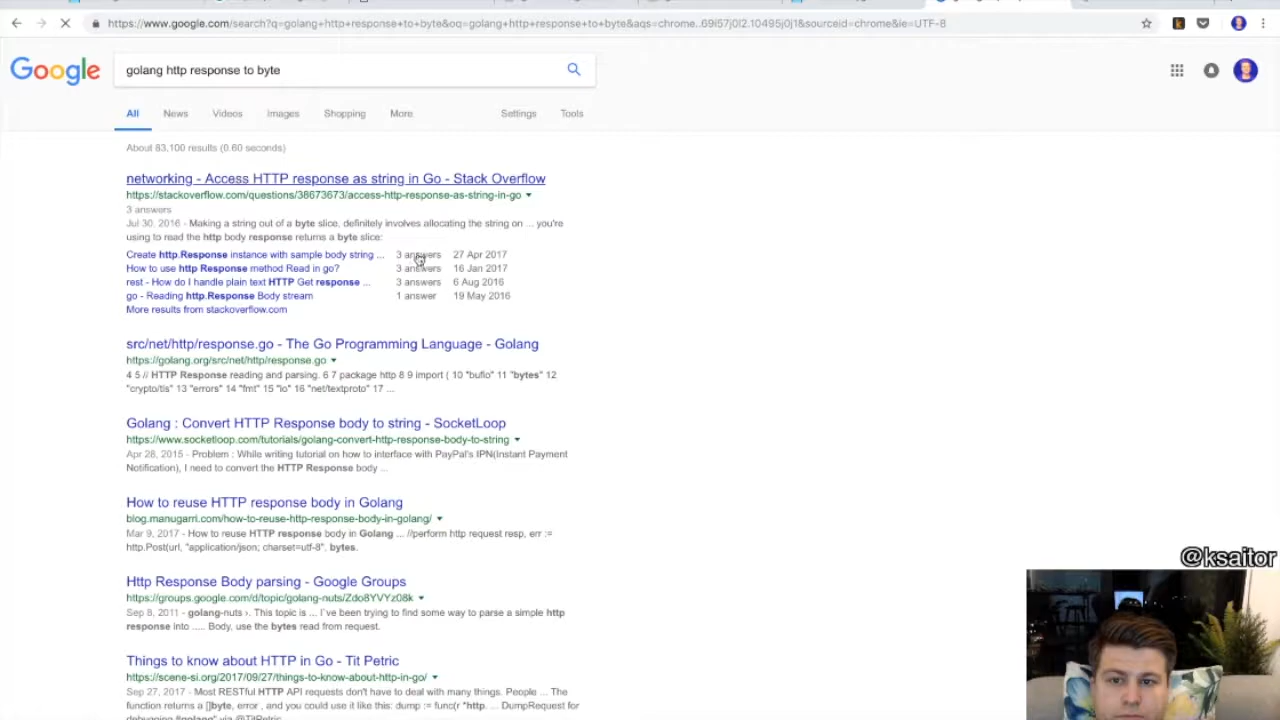 https://www.google.com/search?q=golang+http+response+to+byte&oq=golang+http+response+to+byte&aqs=chrome..69i57j0l2.10495j0j1&sourceid=chrome&ie=UTF-8
Google
golang http response to byte
All News Videos Images Shopping More Settings Tools
About 83,100 results (0.60 seconds)
networking - Access HTTP response as string in Go - Stack Overflow
https://stackoverflow.com/questions/38673673/access-http-response-as-string-in-go
3 answers
Jul 30, 2016 - Making a string out of a byte slice, definitely involves allocating the string on ... you're
using to read the http body response returns a byte slice:
Create http.Response instance with sample body string ... 3 answers 27 Apr 2017
How to use http Response method Read in go? 3 answers 16 Jan 2017
rest - How do I handle plain text HTTP Get response ... 3 answers 6 Aug 2016
go - Reading http.Response Body stream 1 answer 19 May 2016
More results from stackoverflow.com
src/net/http/response.go - The Go Programming Language - Golang
https://golang.org/src/net/http/response.go
4 5 // HTTP Response reading and parsing. 6 7 package http 8 9 import ( 10 "bufio" 11 "bytes" 12
"crypto/tls" 13 "errors" 14 "fmt" 15 "io" 16 "net/textproto" 17 ...
Golang : Convert HTTP Response body to string - SocketLoop
https://www.socketloop.com/tutorials/golang-convert-http-response-body-to-string
Apr 28, 2015 - Problem : While writing tutorial on how to interface with PayPal's IPN(Instant Payment
Notification), I need to convert the HTTP Response body ...
How to reuse HTTP response body in Golang
blog.manugarri.com/how-to-reuse-http-response-body-in-golang/
Mar 9, 2017 - How to reuse HTTP response body in Golang ... //perform http request resp, err :=
http.Post(url, "application/json; charset=utf-8", bytes.
Http Response Body parsing - Google Groups
https://groups.google.com/d/topic/golang-nuts/Zdo8YVYz08k
Sep 8, 2011 - golang-nuts ›. This topic is ... I've been trying to find some way to parse a simple http
response into ..... Body, use the bytes read from request.
Things to know about HTTP in Go - Tit Petric
https://scene-si.org/2017/09/27/things-to-know-about-http-in-go/
Sep 27, 2017 - Most RESTful HTTP API requests don't have to deal with many things. People ... The
function returns a []byte, error , and you could use it like this: dump := func(r *http. ... DumpRequest for
debugging #golang" via @TitPetric
@ksaitor